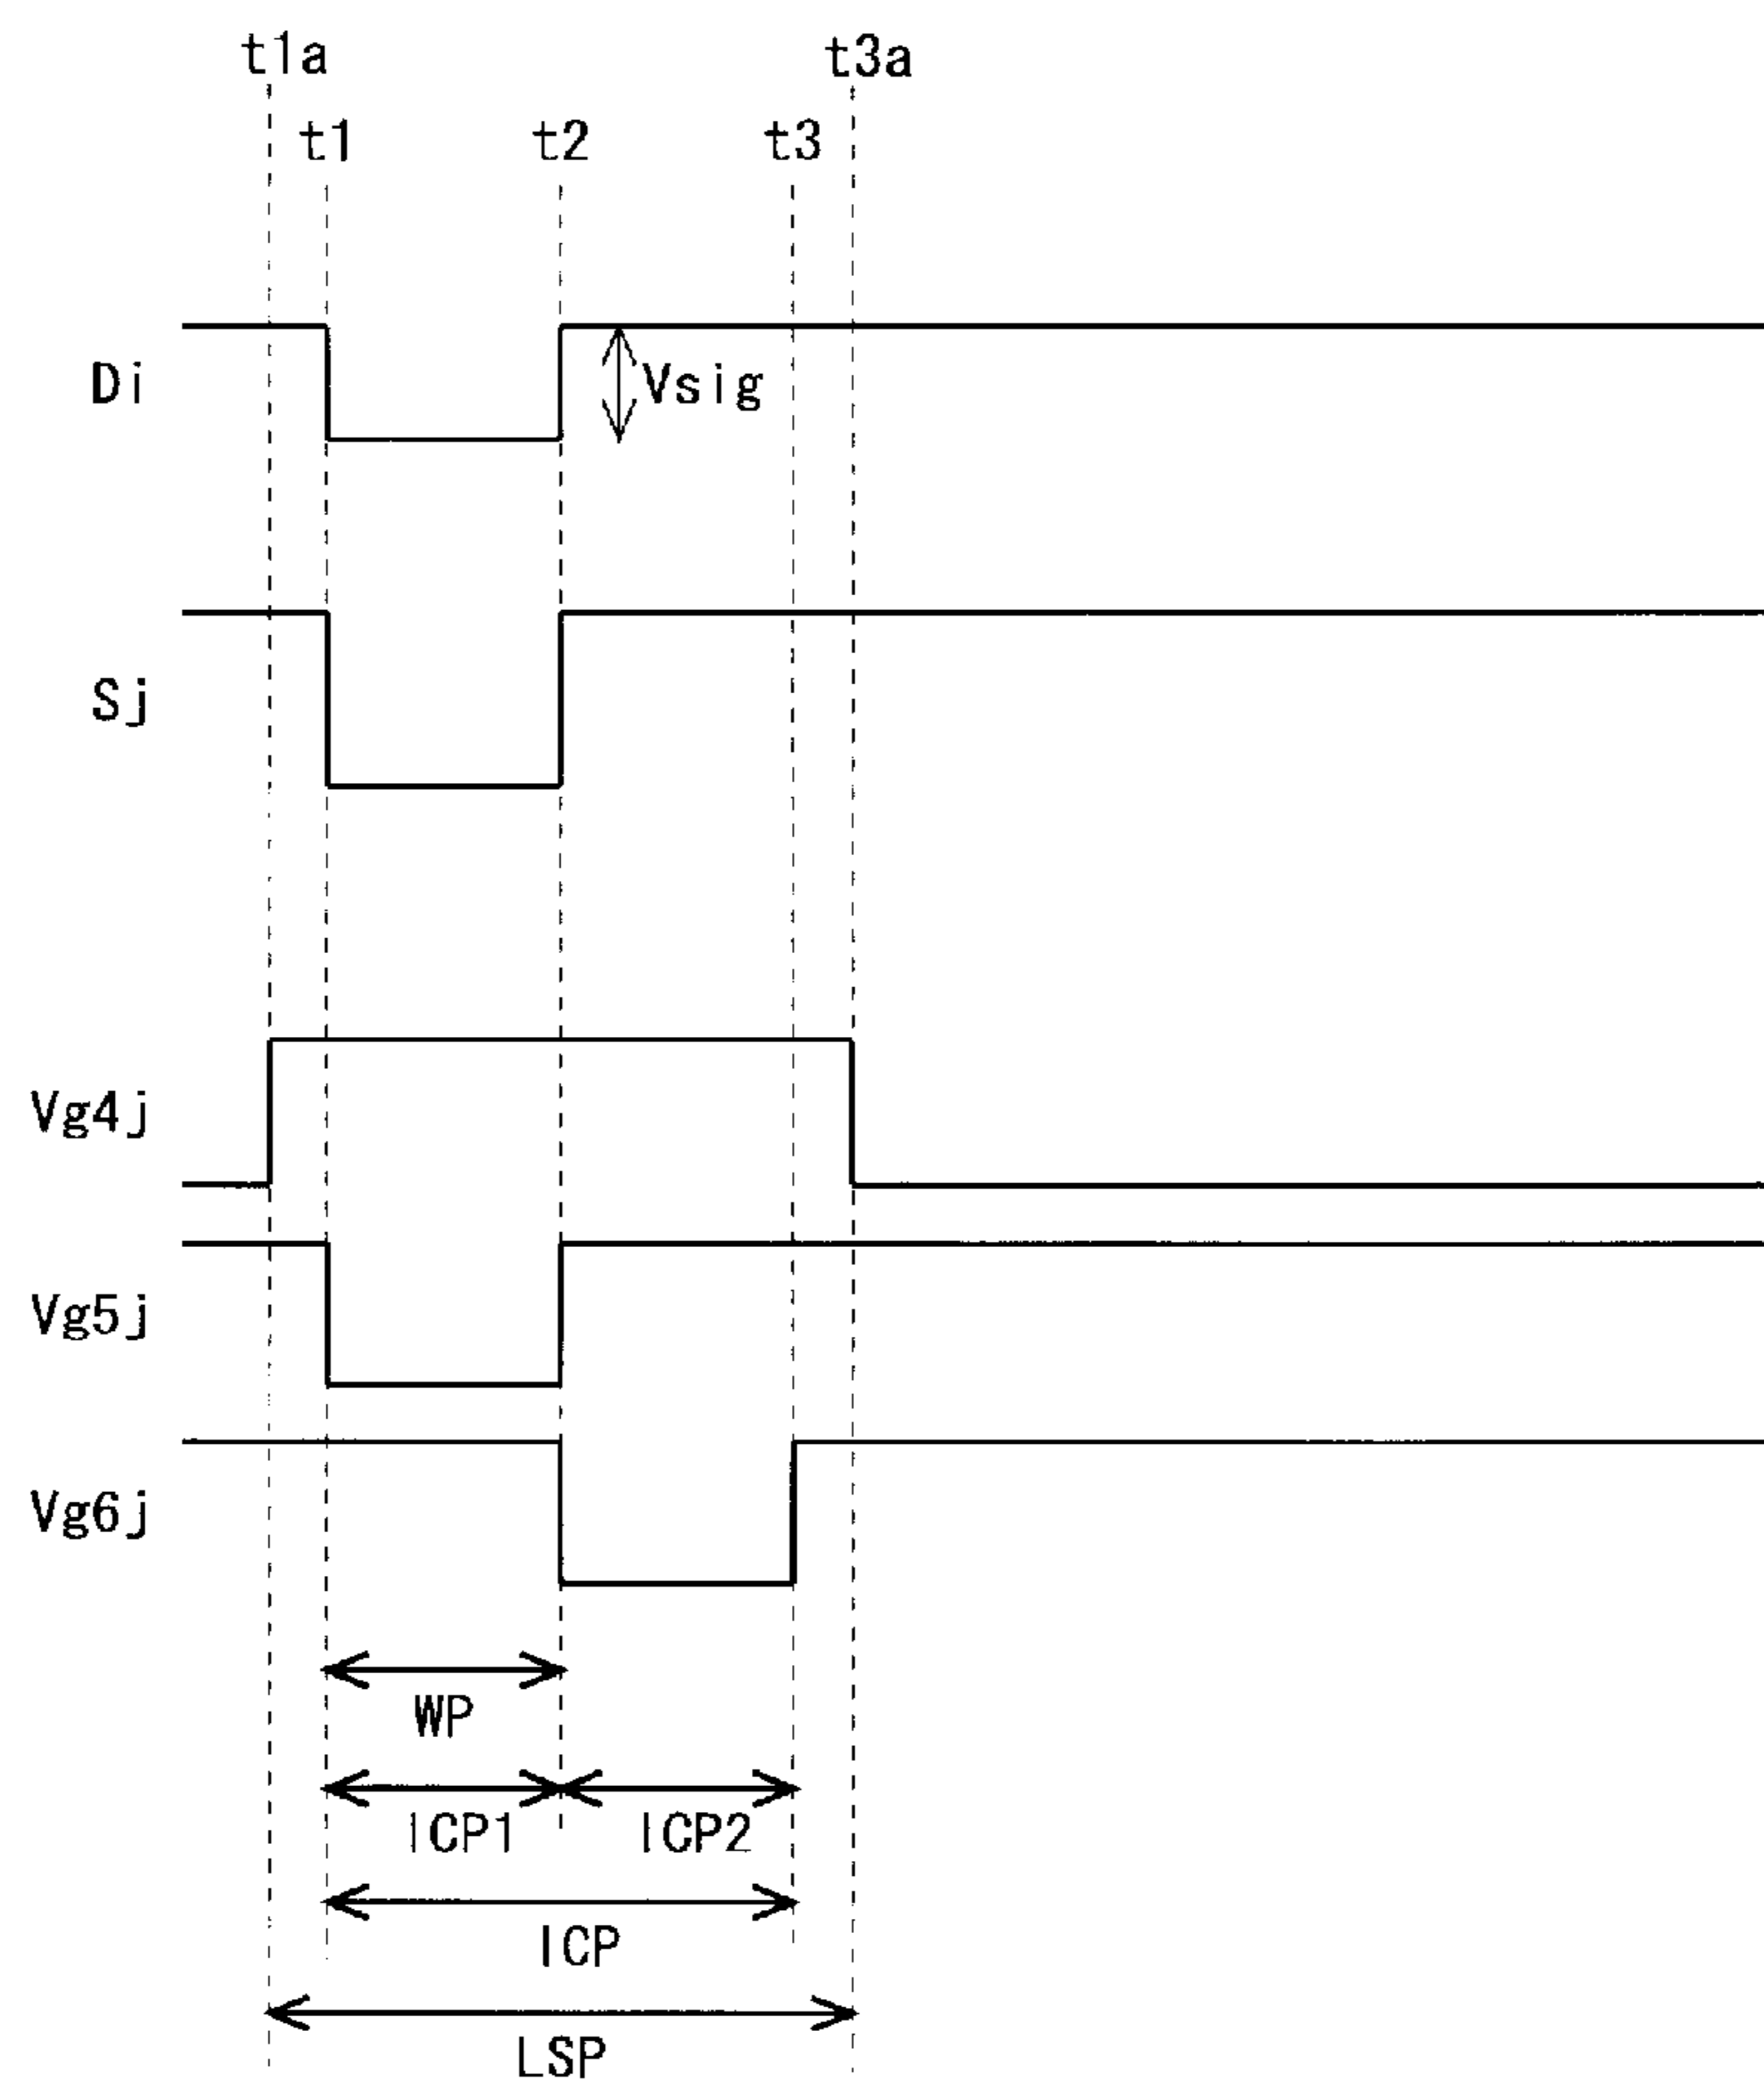 t1a t3a
t1 t2 t3
Di Vsig
Sj
Vg4j
Vg5j
Vg6j
WP
ICP1 ICP2
ICP
LSP